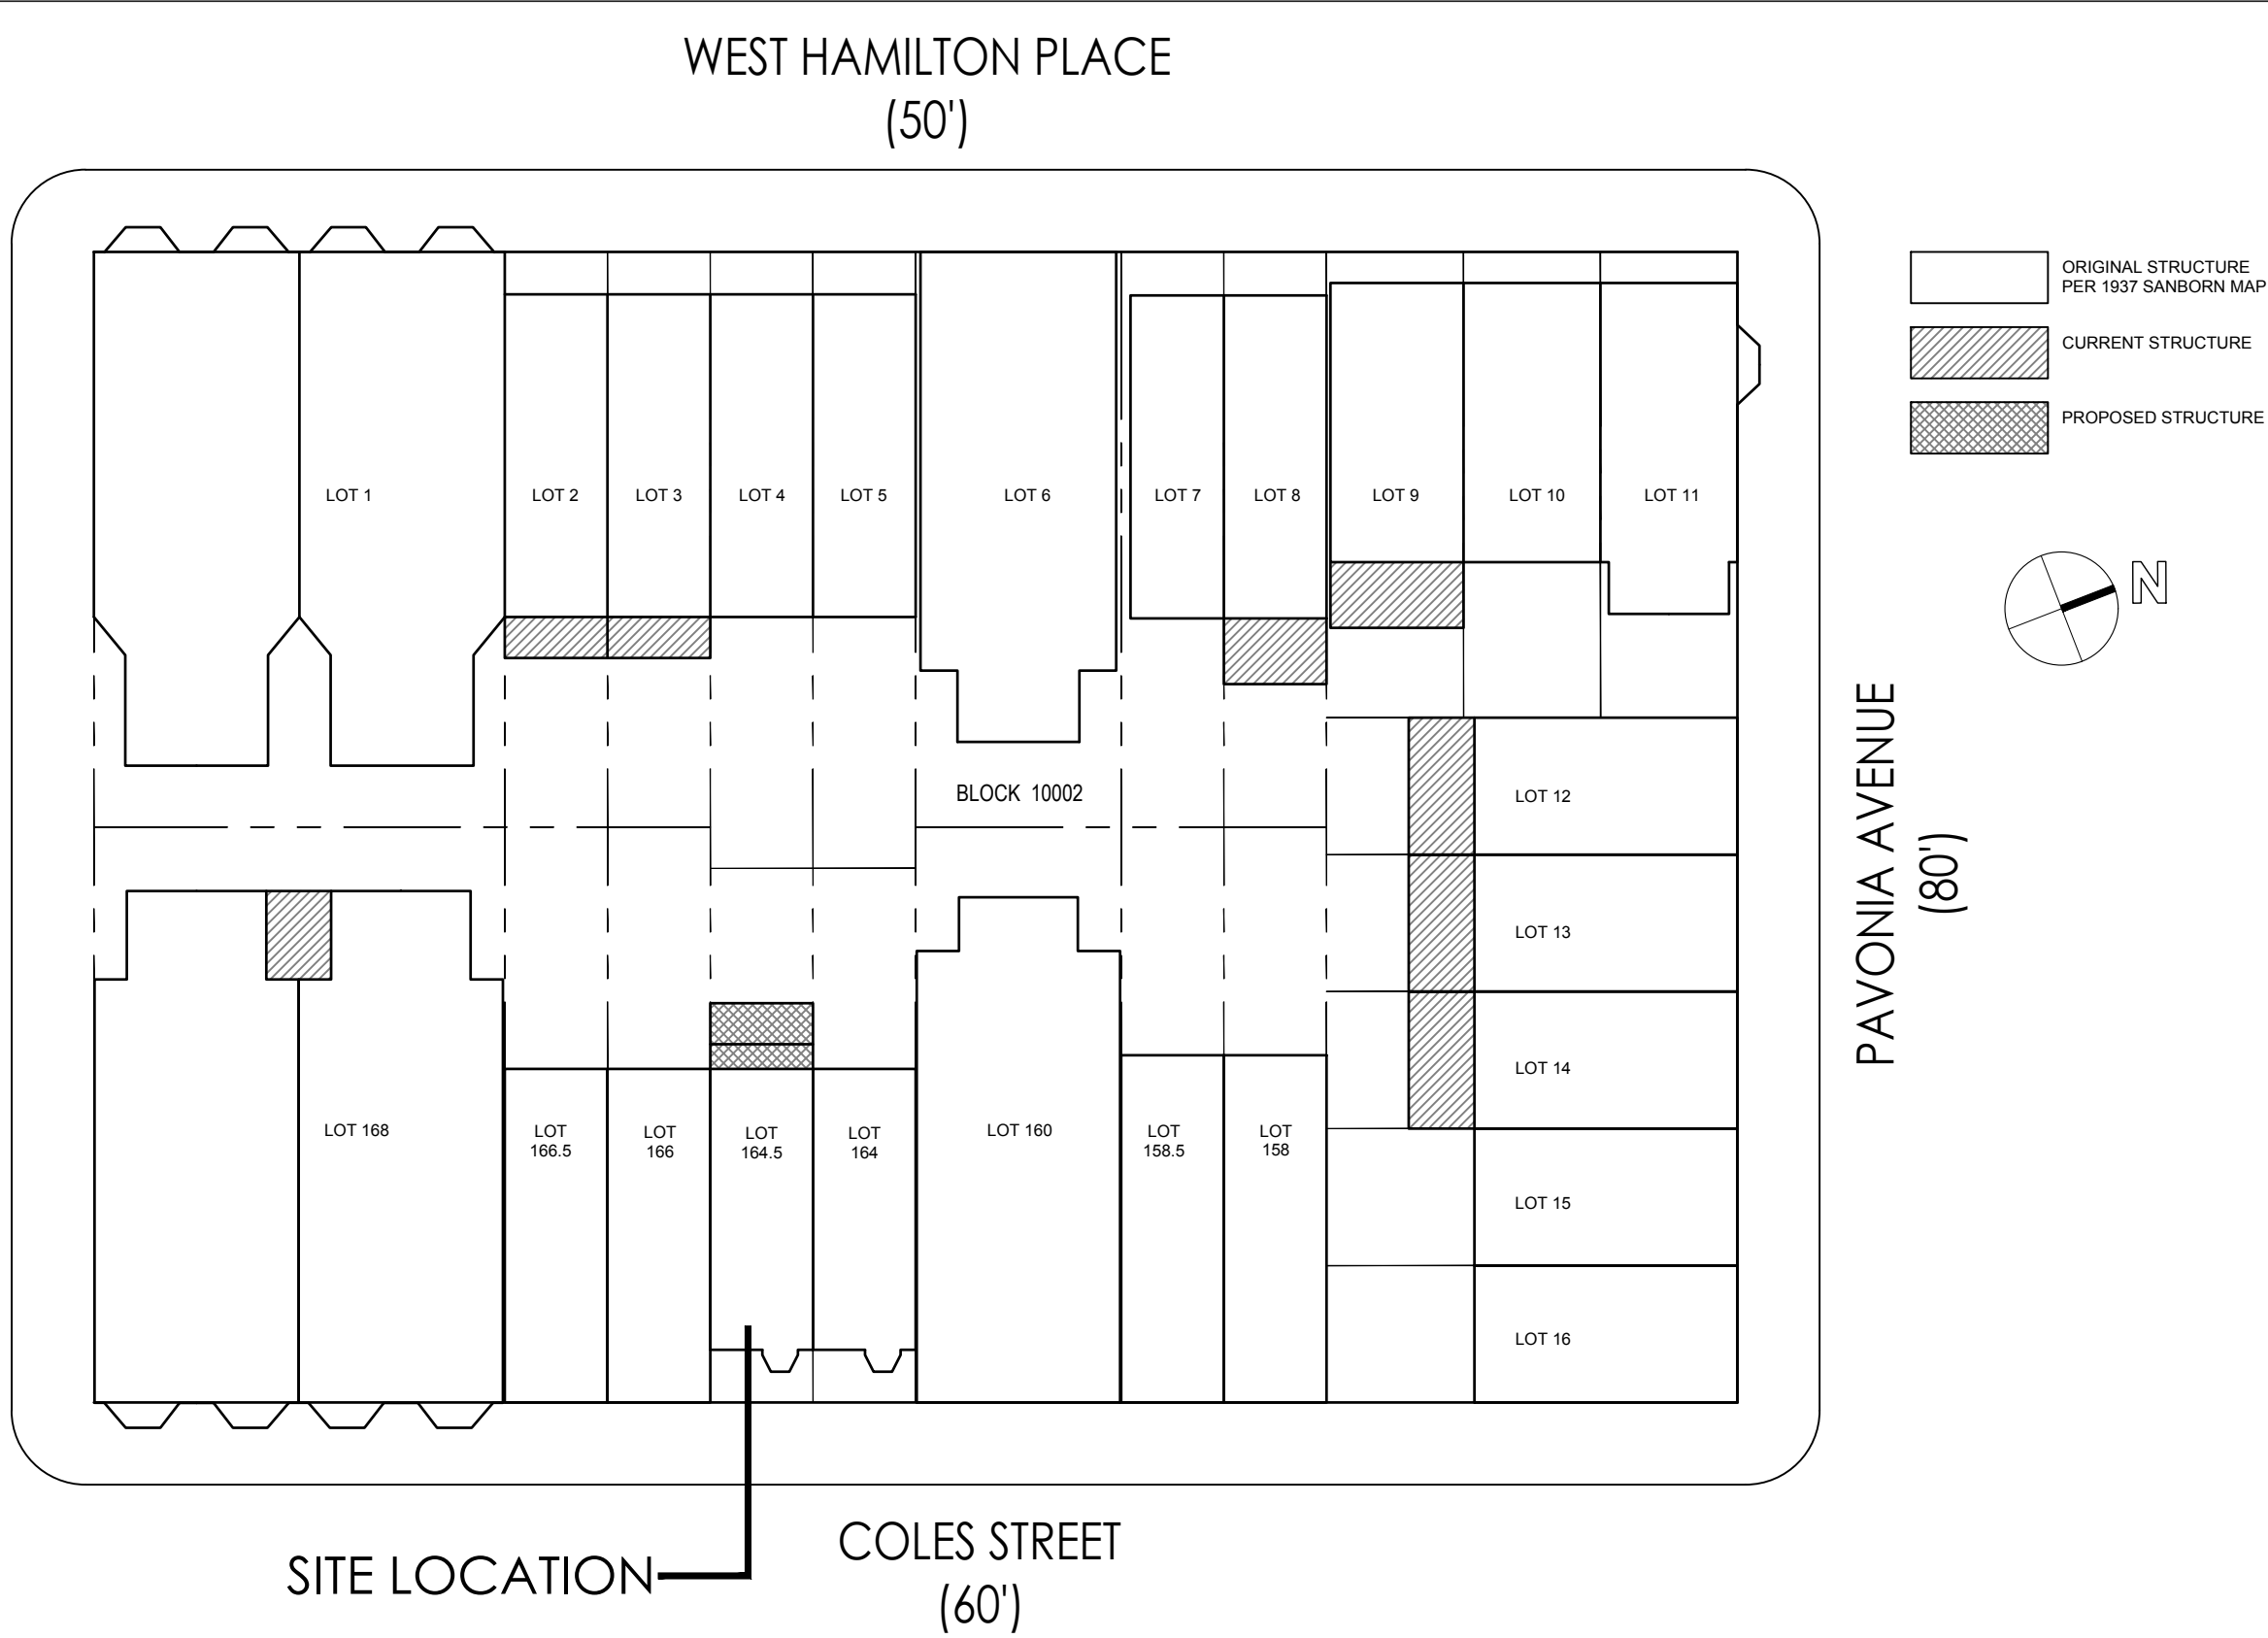 WEST HAMILTON PLACE
(50')
ORIGINAL STRUCTURE
PER 1937 SANBORN MAP
CURRENT STRUCTURE
PROPOSED STRUCTURE
N
LOT 1
LOT 2
LOT 3
LOT 4
LOT 5
LOT 6
LOT 7
LOT 8
LOT 9
LOT 10
LOT 11
BLOCK 10002
LOT 12
LOT 13
LOT 14
LOT 15
LOT 16
PAVONIA AVENUE
(80')
LOT 168
LOT
166.5
LOT
166
LOT
164.5
LOT
164
LOT 160
LOT
158.5
LOT
158
SITE LOCATION
COLES STREET
(60')